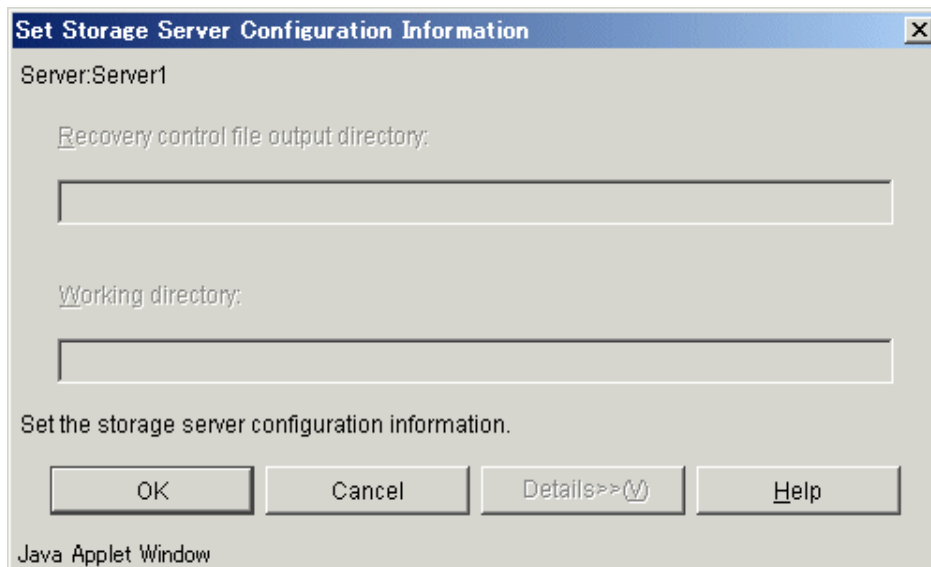 Set Storage Server Configuration Information
Server:Server1
Recovery control file output directory:
Working directory:
Set the storage server configuration information.
OK Cancel Details>>(V) Help
Java Applet Window